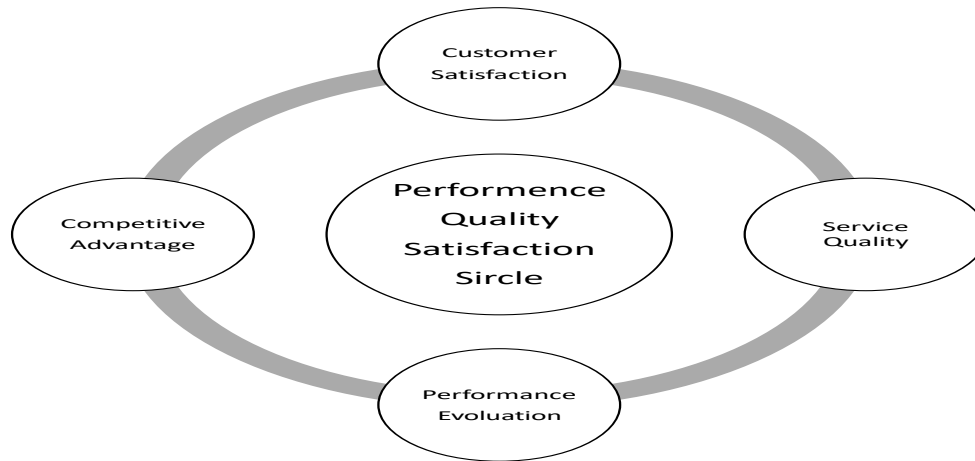 Customer
Satisfaction
Competitive
Advantage
Performence
Quality
Satisfaction
Sircle
Service
Quality
Performance
Evoluation